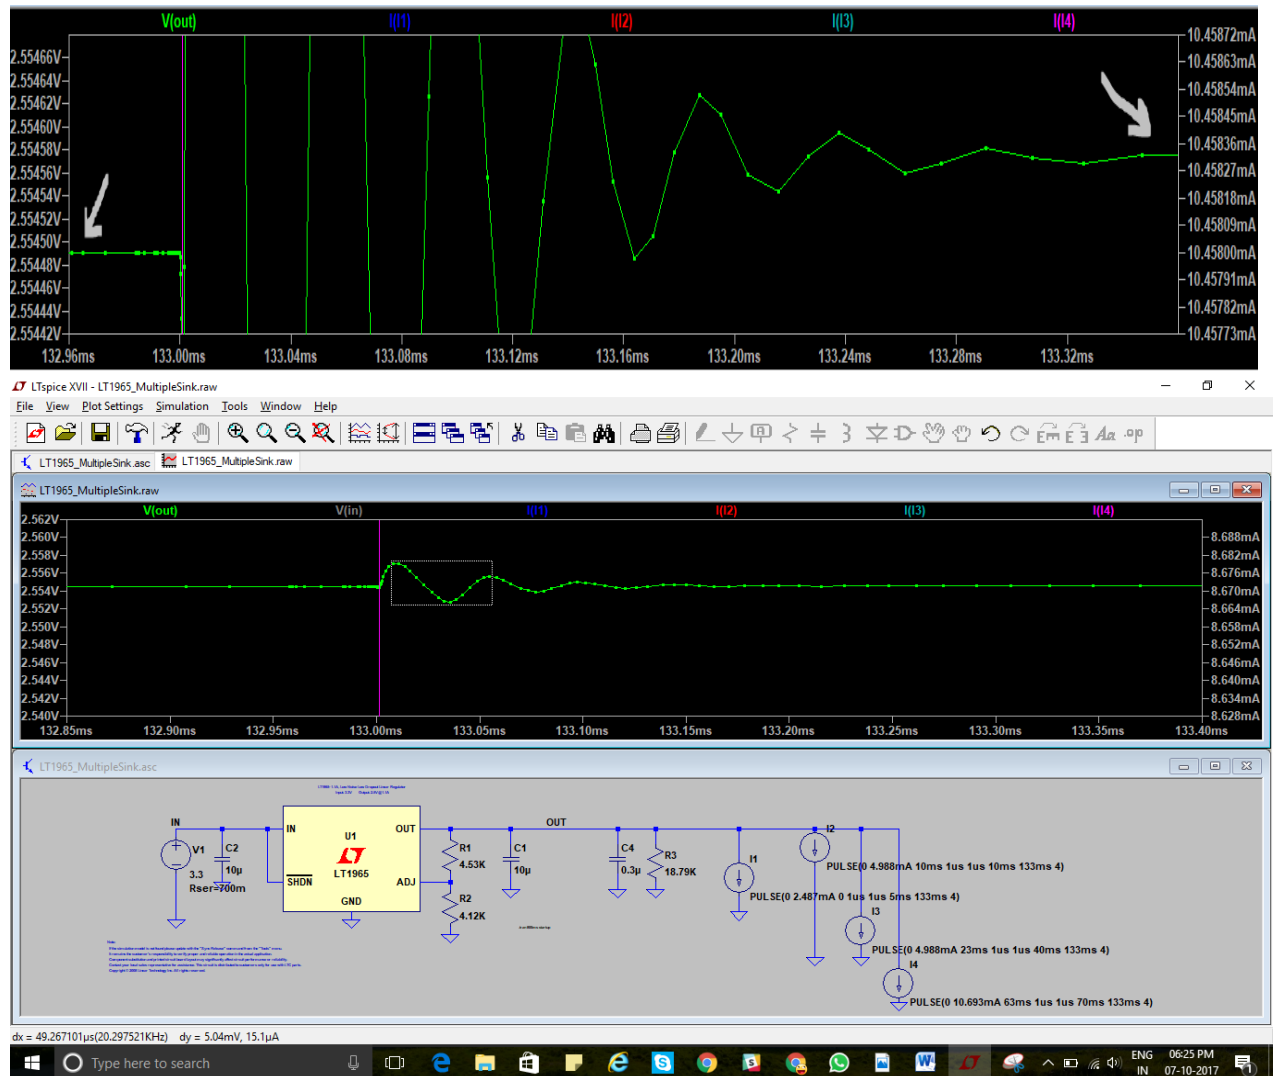 V(out) I(I1) I(I2) I(I3) I(I4)
2.55466V 10.45872mA
2.55464V 10.45863mA
2.55462V 10.45854mA
2.55460V 10.45845mA
2.55458V 10.45836mA
2.55456V 10.45827mA
2.55454V 10.45818mA
2.55452V 10.45809mA
2.55450V 10.45800mA
2.55448V 10.45791mA
2.55446V 10.45782mA
2.55444V 10.45773mA
2.55442V
132.96ms 133.00ms 133.04ms 133.08ms 133.12ms 133.16ms 133.20ms 133.24ms 133.28ms 133.32ms
LTspice XVII - LT1965_MultipleSink.raw
File View Plot Settings Simulation Tools Window Help
LT1965_MultipleSink.asc LT1965_MultipleSink.raw
LT1965_MultipleSink.raw
V(out) V(in) I(I1) I(I2) I(I3) I(I4)
2.562V
2.560V 8.688mA
2.558V 8.682mA
2.556V 8.676mA
2.554V 8.670mA
2.552V 8.664mA
2.550V 8.658mA
2.548V 8.652mA
2.546V 8.646mA
2.544V 8.640mA
2.542V 8.634mA
2.540V 8.628mA
132.85ms 132.90ms 132.95ms 133.00ms 133.05ms 133.10ms 133.15ms 133.20ms 133.25ms 133.30ms 133.35ms 133.40ms
LT1965_MultipleSink.asc
IN
V1
3.3
Rser=700m
C2
10µ
IN OUT
U1
LT1965
SHDN ADJ
GND
R1
4.53K
R2
4.12K
C1
10µ
OUT
C4
0.3µ
R3
18.79K
I1
PULSE(0 2.487mA 0 1us 1us 5ms 133ms 4)
I2
PULSE(0 4.988mA 10ms 1us 1us 10ms 133ms 4)
I3
PULSE(0 4.988mA 23ms 1us 1us 40ms 133ms 4)
I4
PULSE(0 10.693mA 63ms 1us 1us 70ms 133ms 4)
dx = 49.267101µs(20.297521KHz) dy = 5.04mV, 15.1µA
Type here to search
ENG 06:25 PM
IN 07-10-2017